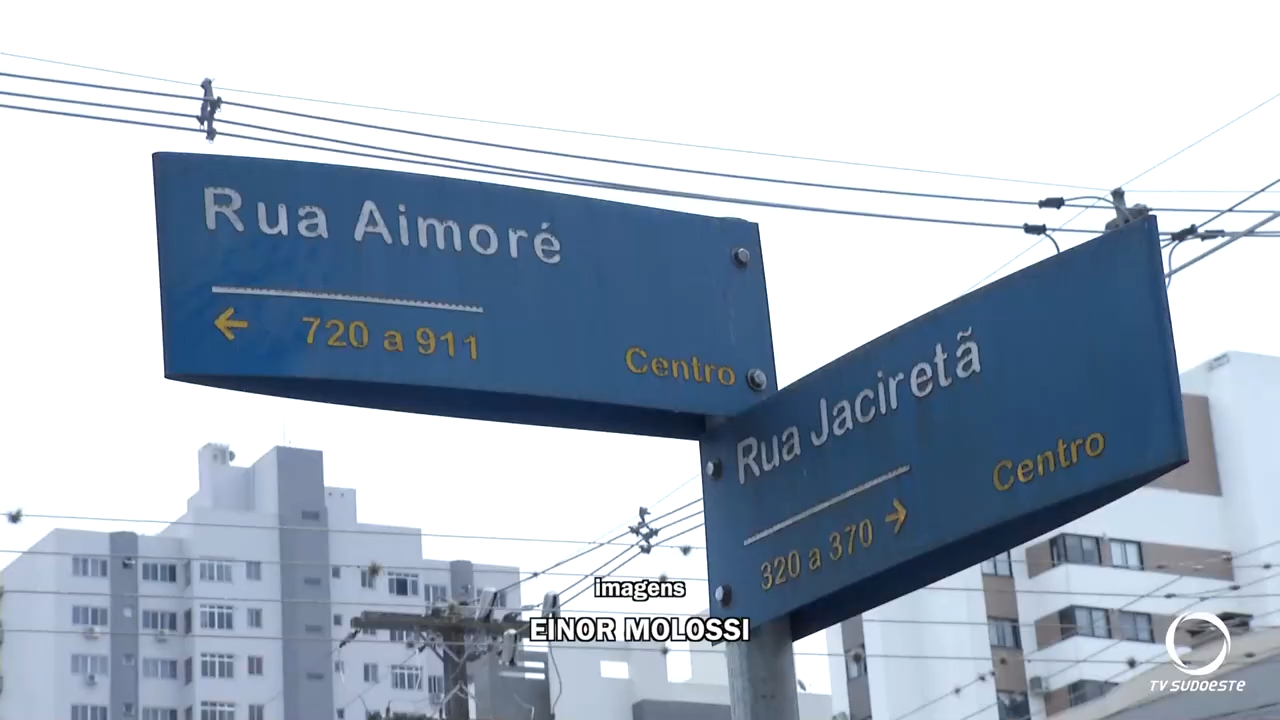 Rua Aimoré
← 720 a 911
Centro
Rua Jaciretã
320 a 370 →
Centro
imagens
EINOR MOLOSSI
TV SUDOESTE